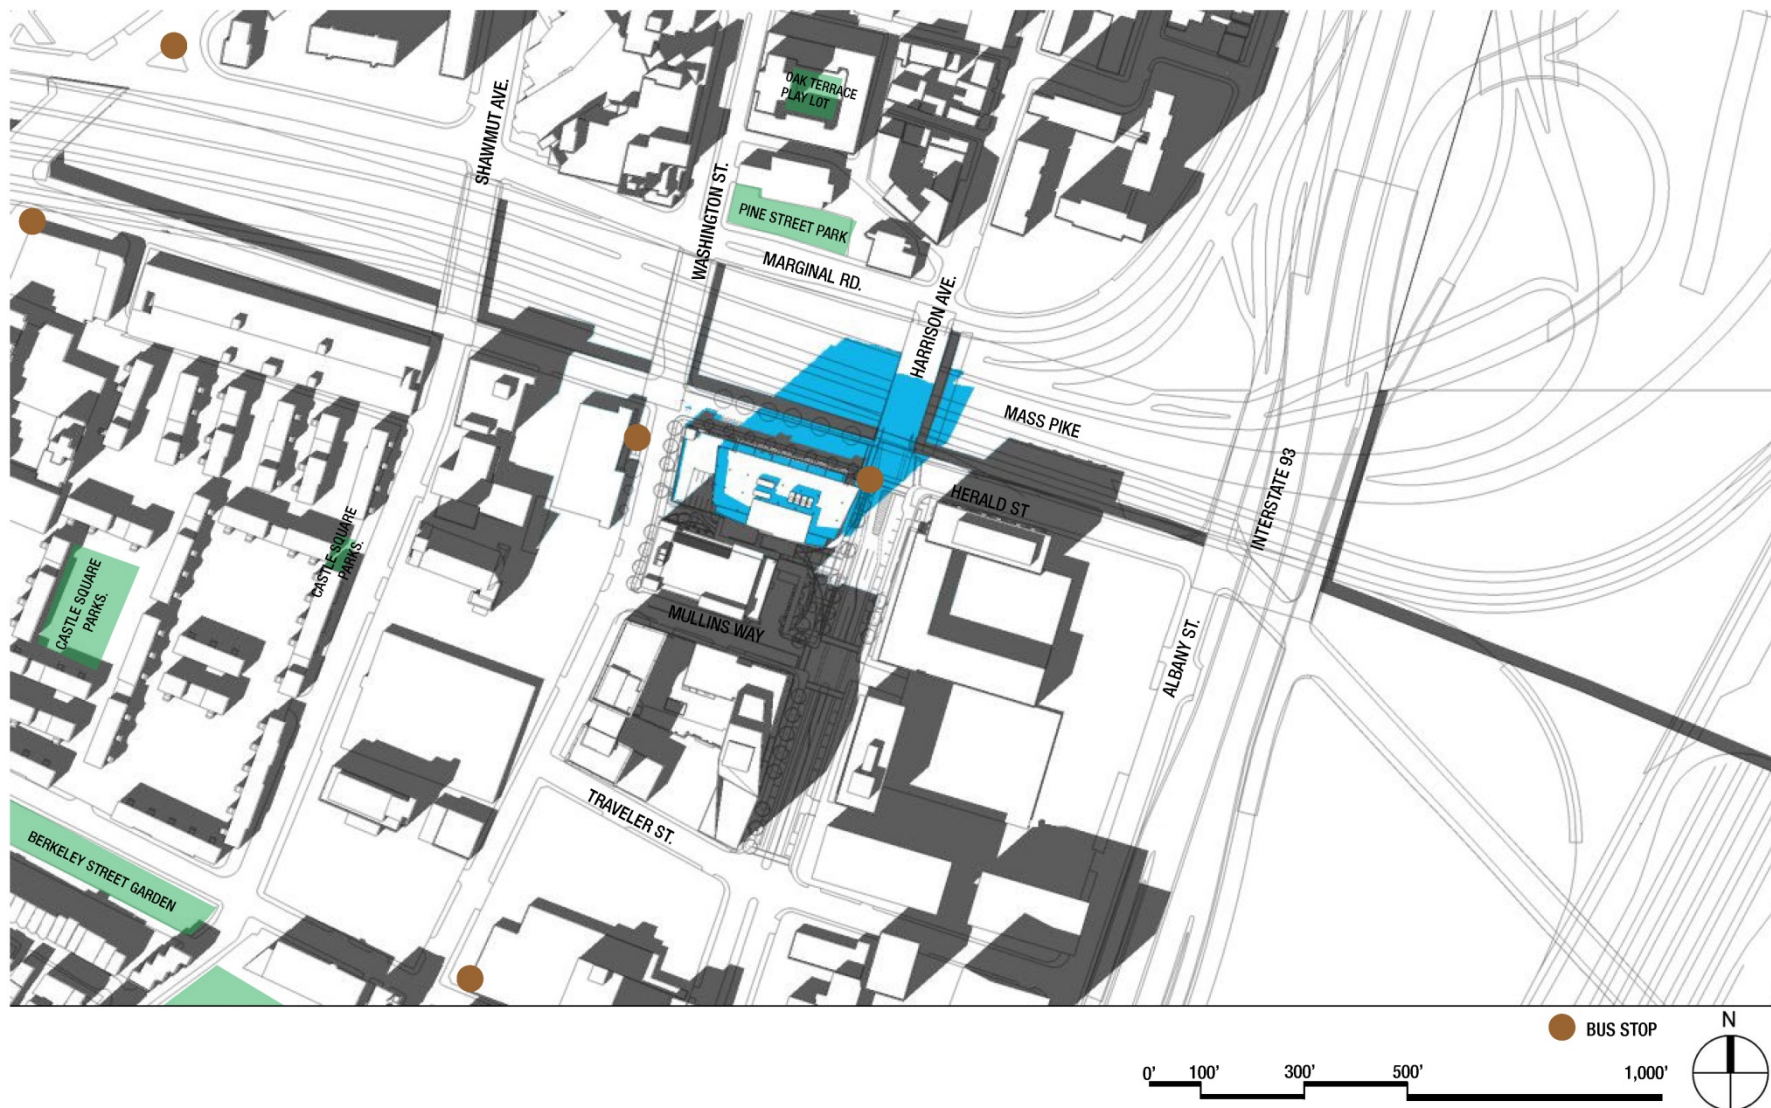 OAK TERRACE
PLAY LOT
SHAWMUT AVE.
WASHINGTON ST.
PINE STREET PARK
MARGINAL RD.
HARRISON AVE.
MASS PIKE
HERALD ST
INTERSTATE 93
CASTLE SQUARE
PARKS.
CASTLE SQUARE
PARKS.
MULLINS WAY
ALBANY ST.
TRAVELER ST.
BERKELEY STREET GARDEN
BUS STOP
N
0' 100' 300' 500' 1,000'